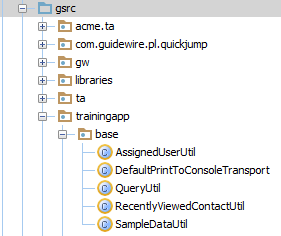 gsrc
acme.ta
com.guidewire.pl.quickjump
gw
libraries
ta
trainingapp
base
AssignedUserUtil
DefaultPrintToConsoleTransport
QueryUtil
RecentlyViewedContactUtil
SampleDataUtil